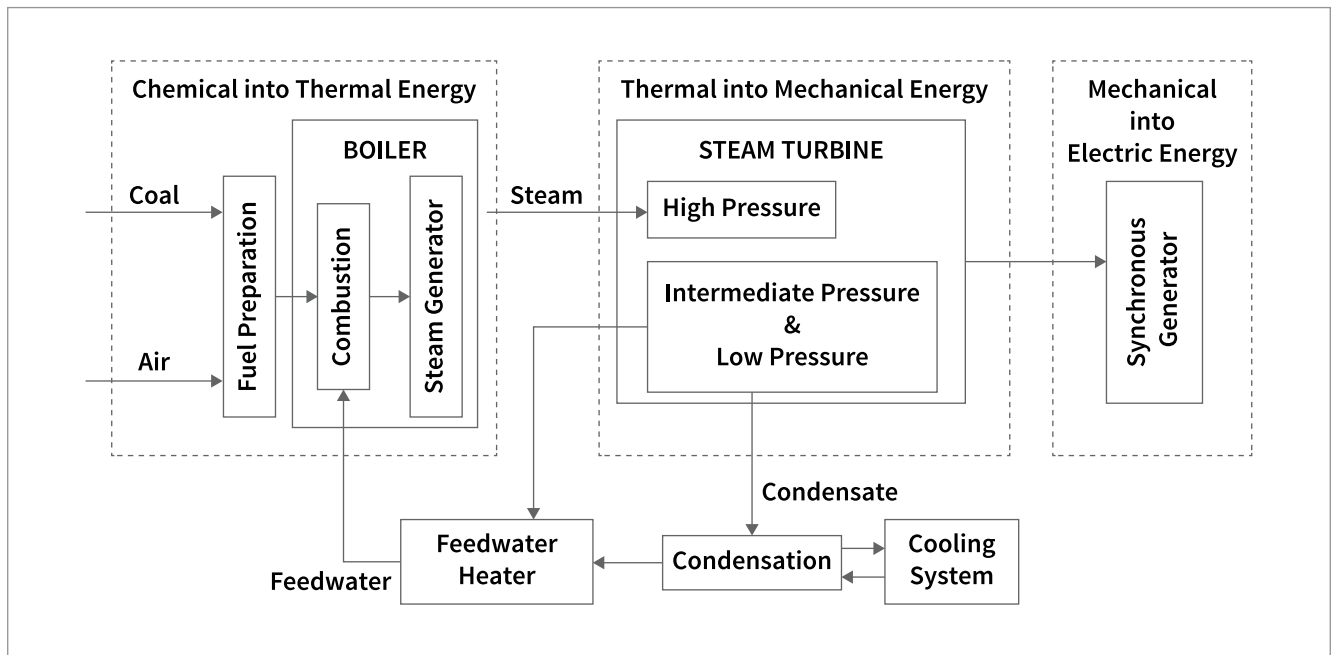 Chemical into Thermal Energy
BOILER
Coal
Air
Fuel Preparation
Combustion
Steam Generator
Steam
Thermal into Mechanical Energy
STEAM TURBINE
High Pressure
Intermediate Pressure
&
Low Pressure
Mechanical
into
Electric Energy
Synchronous
Generator
Condensate
Feedwater
Feedwater
Heater
Condensation
Cooling
System